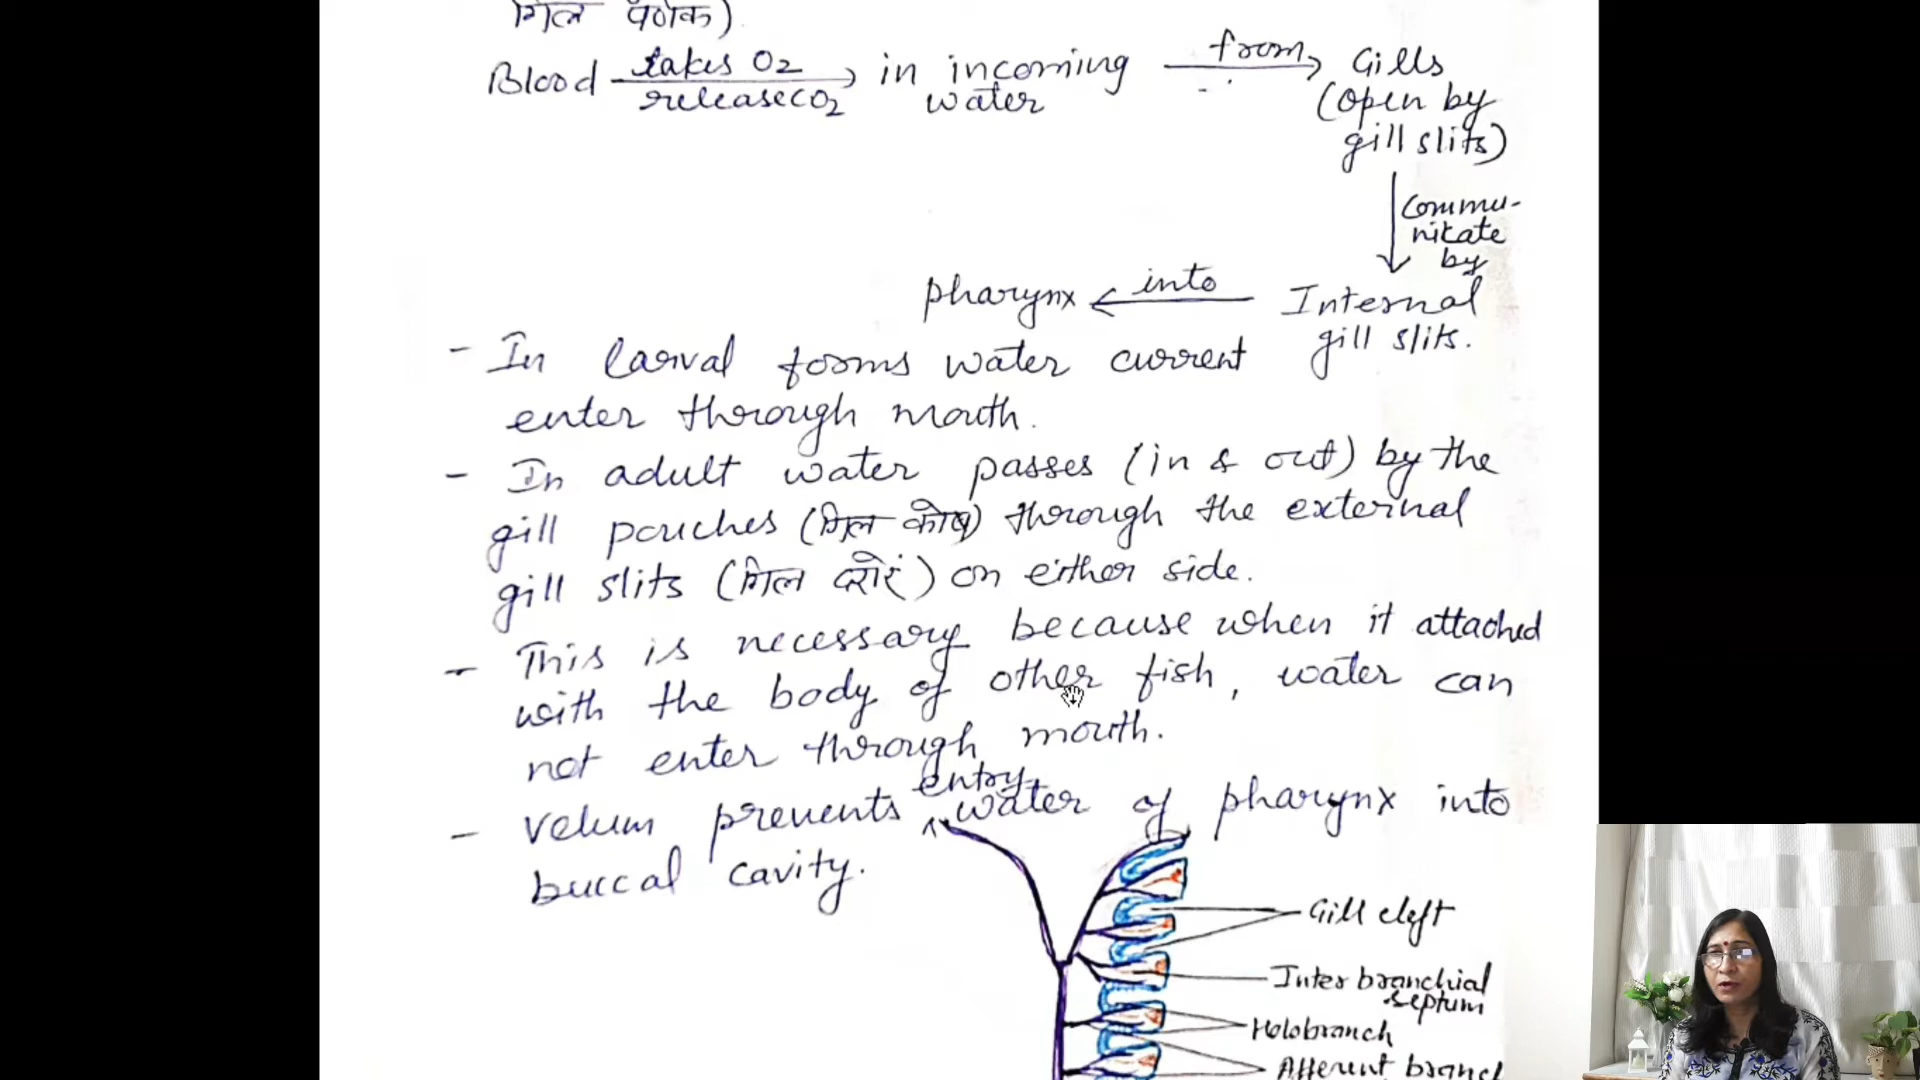 गिल पटलिक)
Blood takes O2 → in incoming from → Gills
release CO2 water (open by
gill slits)
Commu-
nicate
by
pharynx ← into Internal
gill slits.
- In larval forms water current
enter through mouth.
- In adult water passes (in & out) by the
gill pouches (गिल कोष) through the external
gill slits (गिल दरारें) on either side.
- This is necessary because when it attached
with the body of other fish, water can
not enter through mouth.
- Velum prevents entry water of pharynx into
buccal cavity.
Gill cleft
Inter branchial
septum
Holobranch
Afferent branc